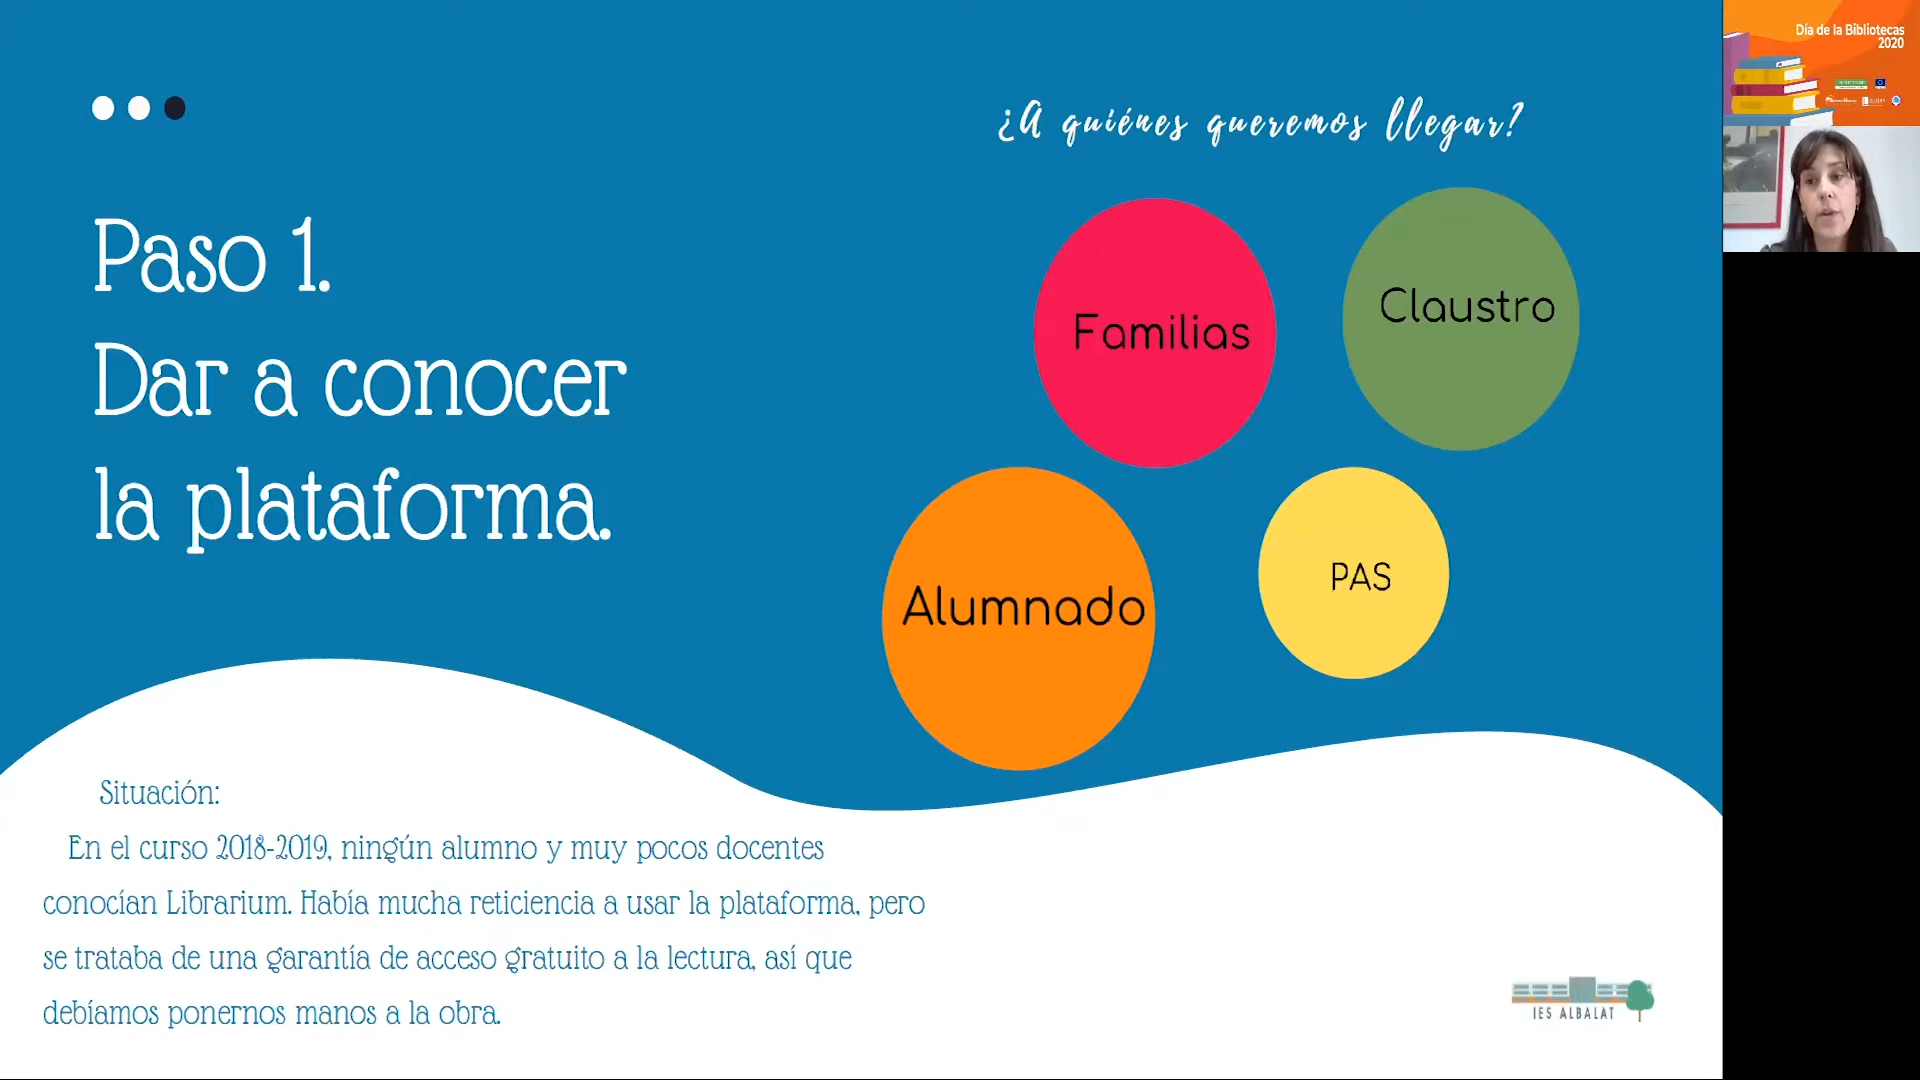 Paso 1.
Dar a conocer
la plataforma.
¿A quiénes queremos llegar?
Familias
Claustro
Alumnado
PAS
Situación:
En el curso 2018-2019, ningún alumno y muy pocos docentes
conocían Librarium. Había mucha reticiencia a usar la plataforma, pero
se trataba de una garantía de acceso gratuito a la lectura, así que
debíamos ponernos manos a la obra.
IES ALBALAT
Día de la Bibliotecas
2020